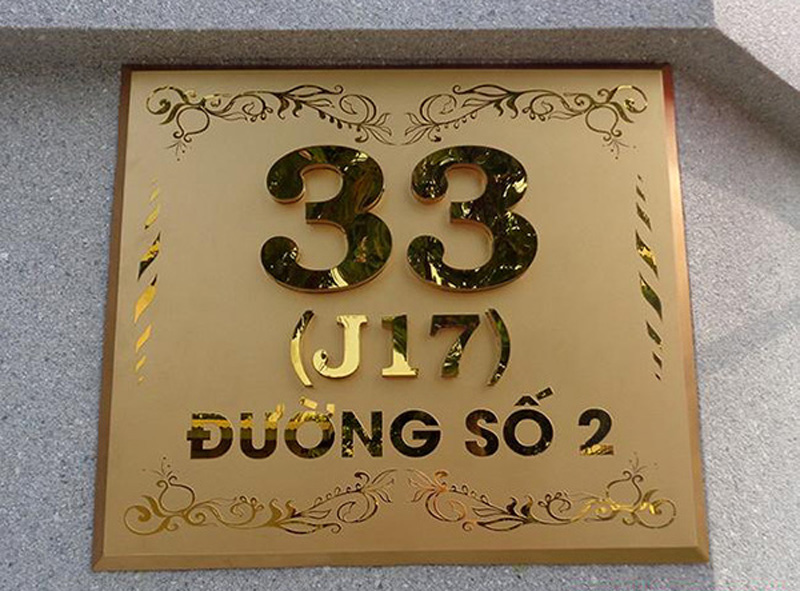 33
(J17)
ĐƯỜNG SỐ 2